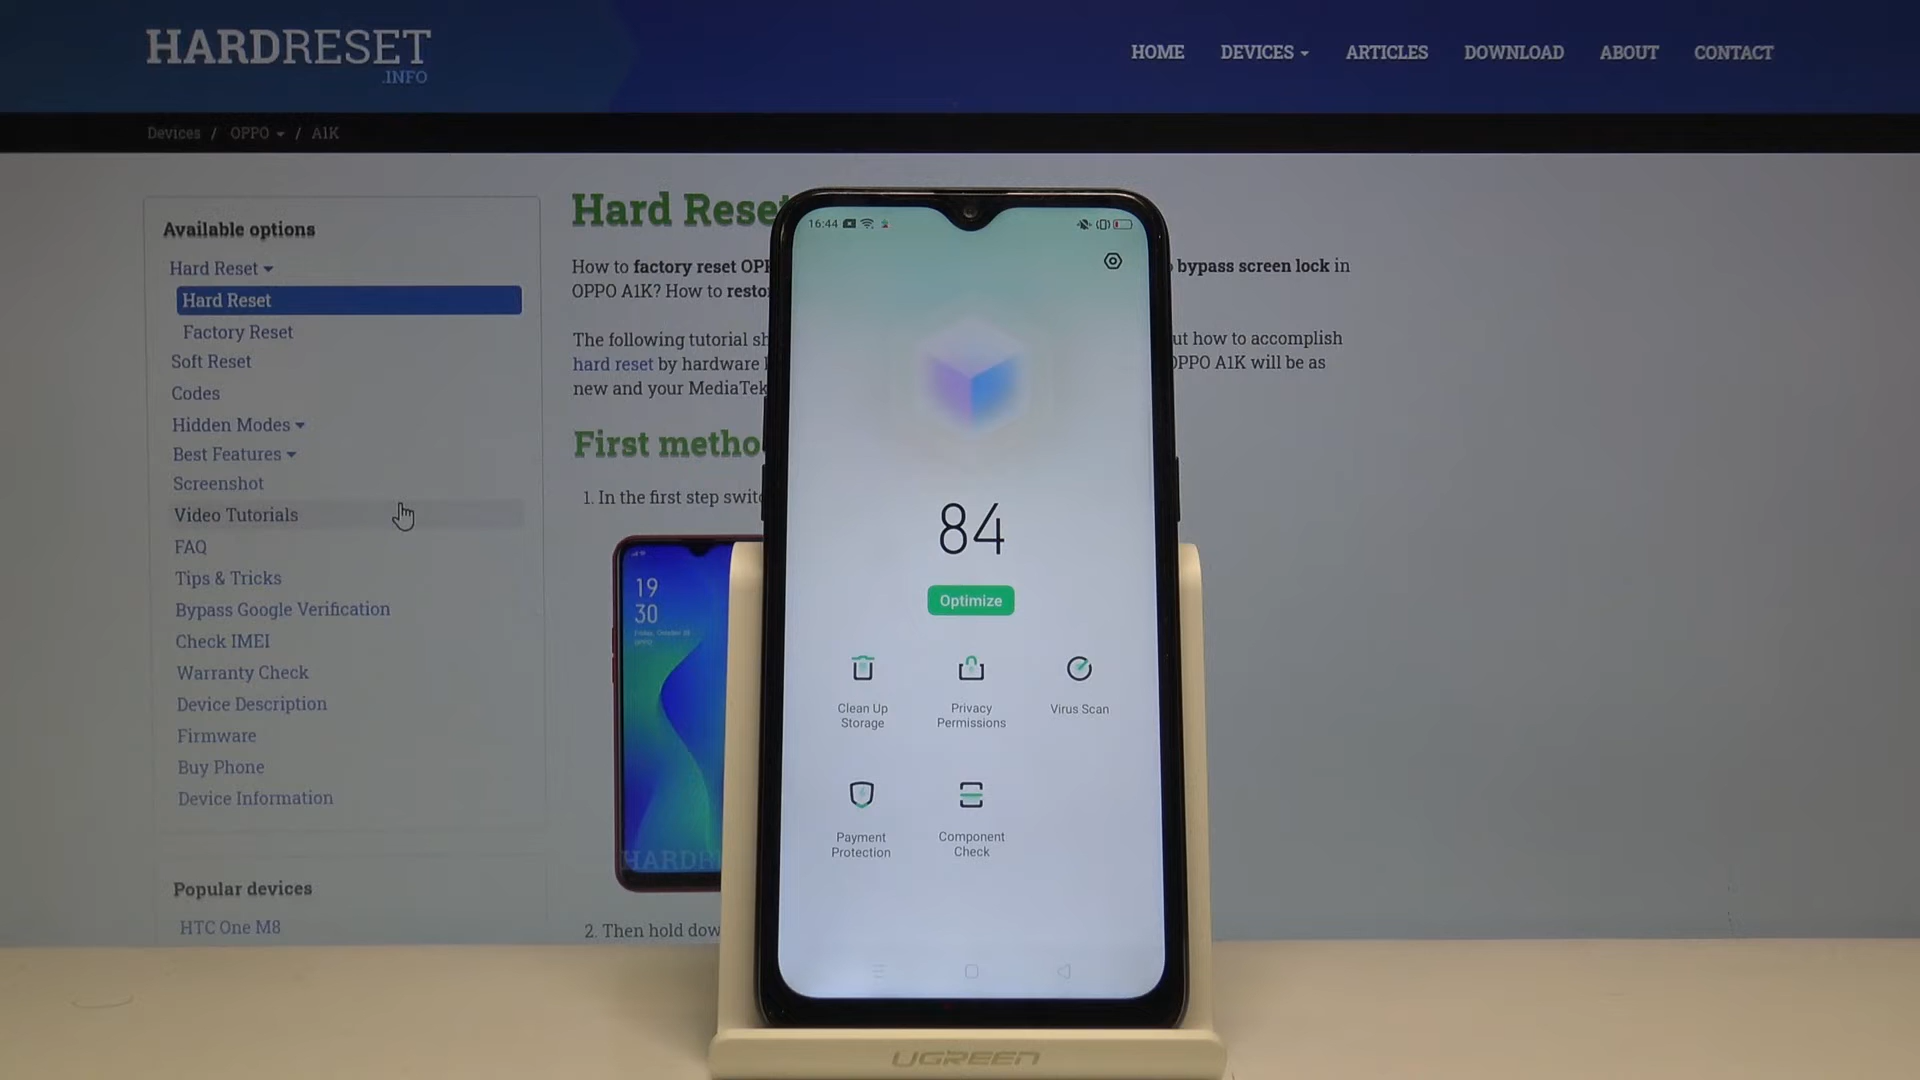 HARDRESET
.INFO
HOME DEVICES ARTICLES DOWNLOAD ABOUT CONTACT
Devices / OPPO / A1K
Available options
Hard Reset
Hard Reset
Factory Reset
Soft Reset
Codes
Hidden Modes
Best Features
Screenshot
Video Tutorials
FAQ
Tips & Tricks
Bypass Google Verification
Check IMEI
Warranty Check
Device Description
Firmware
Buy Phone
Device Information
Popular devices
HTC One M8
Hard Reset
How to factory reset OPP bypass screen lock in
OPPO A1K? How to resto
The following tutorial sh ut how to accomplish
hard reset by hardware OPPO A1K will be as
new and your MediaTek
First metho
1. In the first step swit
19
30
HARDR
2. Then hold dow
16:44
84
Optimize
Clean Up
Storage
Privacy
Permissions
Virus Scan
Payment
Protection
Component
Check
UGREEN